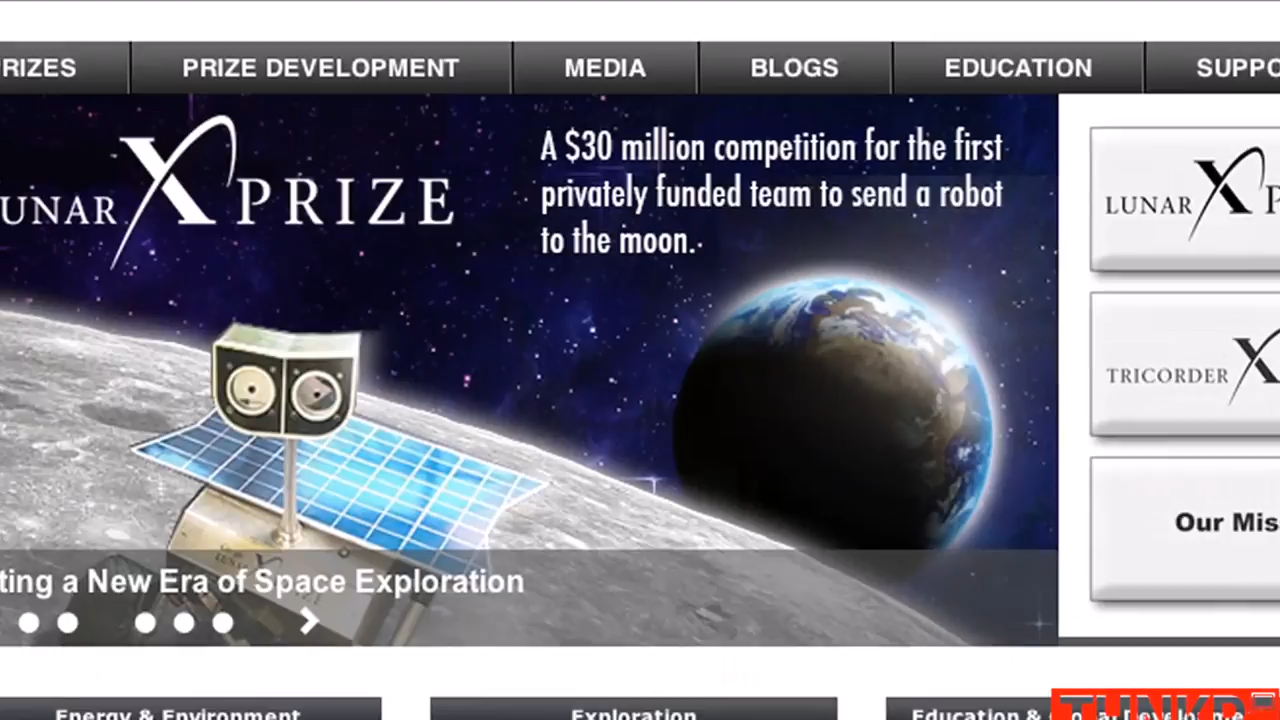 RIZES PRIZE DEVELOPMENT MEDIA BLOGS EDUCATION SUPPO
UNAR X PRIZE
A $30 million competition for the first
privately funded team to send a robot
to the moon.
LUNAR X P
TRICORDER X
Our Mis
ting a New Era of Space Exploration
Energy & Environment Exploration Education &